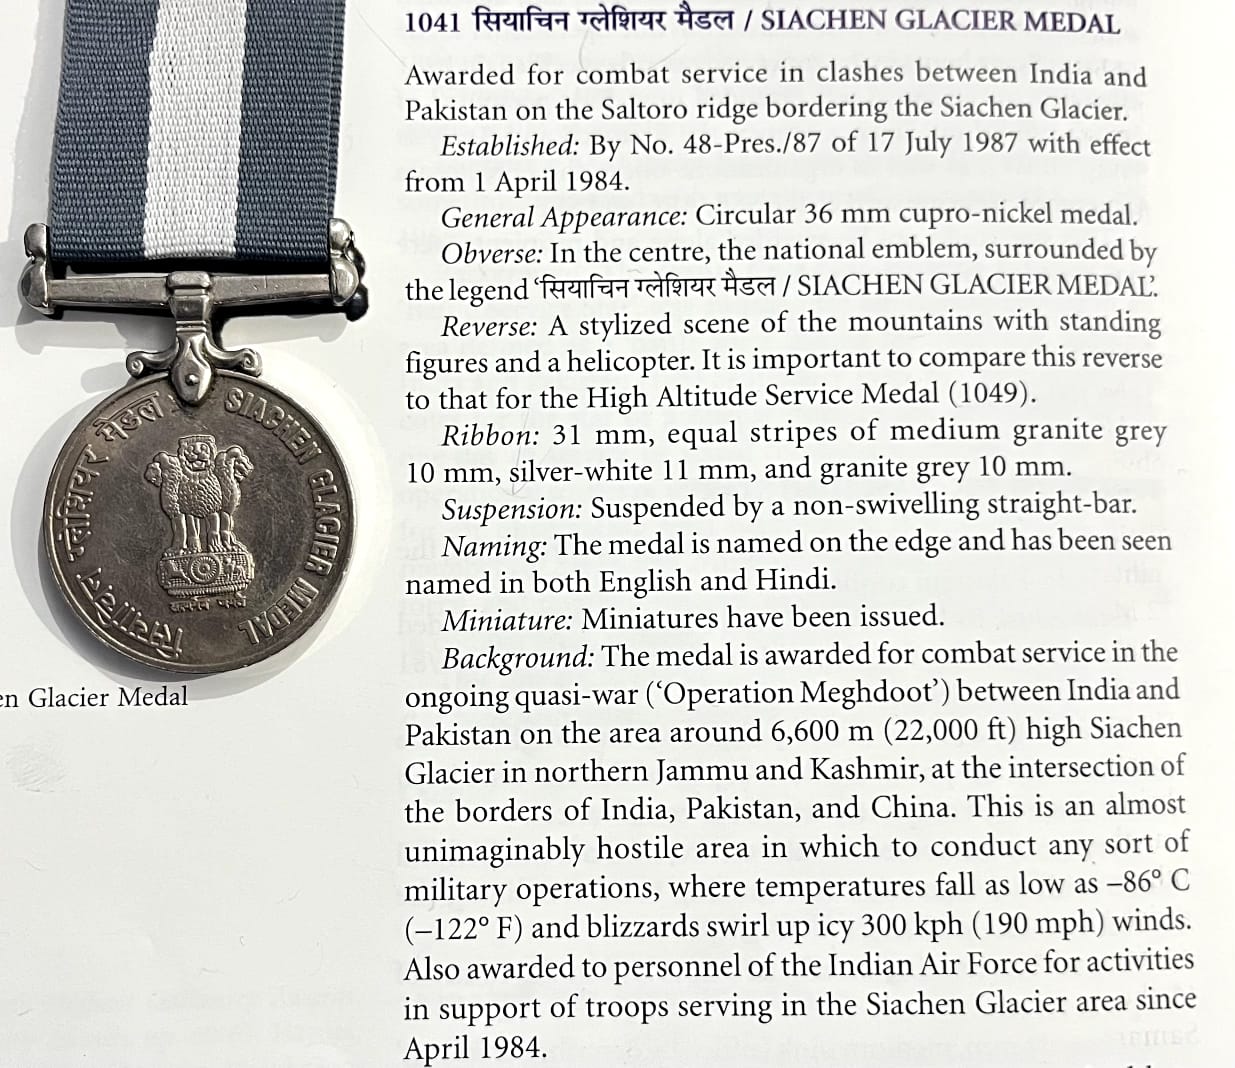 1041 सियाचिन ग्लेशियर मैडल / SIACHEN GLACIER MEDAL
Awarded for combat service in clashes between India and
Pakistan on the Saltoro ridge bordering the Siachen Glacier.
Established: By No. 48-Pres./87 of 17 July 1987 with effect
from 1 April 1984.
General Appearance: Circular 36 mm cupro-nickel medal.
Obverse: In the centre, the national emblem, surrounded by
the legend ‘सियाचिन ग्लेशियर मैडल / SIACHEN GLACIER MEDAL’.
Reverse: A stylized scene of the mountains with standing
figures and a helicopter. It is important to compare this reverse
to that for the High Altitude Service Medal (1049).
Ribbon: 31 mm, equal stripes of medium granite grey
10 mm, silver-white 11 mm, and granite grey 10 mm.
Suspension: Suspended by a non-swivelling straight-bar.
Naming: The medal is named on the edge and has been seen
named in both English and Hindi.
Miniature: Miniatures have been issued.
Background: The medal is awarded for combat service in the
ongoing quasi-war (‘Operation Meghdoot’) between India and
Pakistan on the area around 6,600 m (22,000 ft) high Siachen
Glacier in northern Jammu and Kashmir, at the intersection of
the borders of India, Pakistan, and China. This is an almost
unimaginably hostile area in which to conduct any sort of
military operations, where temperatures fall as low as –86° C
(–122° F) and blizzards swirl up icy 300 kph (190 mph) winds.
Also awarded to personnel of the Indian Air Force for activities
in support of troops serving in the Siachen Glacier area since
April 1984.
सियाचिन ग्लेशियर मैडल SIACHEN GLACIER MEDAL
सत्यमेव जयते
Glacier Medal